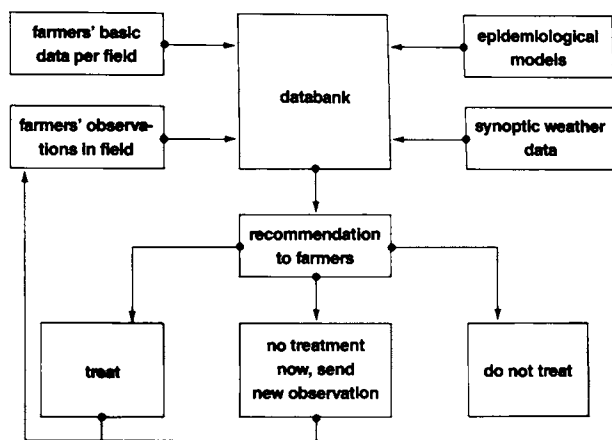 farmers' basic
data per field
farmers' observa-
tions in field
databank
epidemiological
models
synoptic weather
data
recommendation
to farmers
treat
no treatment
now, send
new observation
do not treat